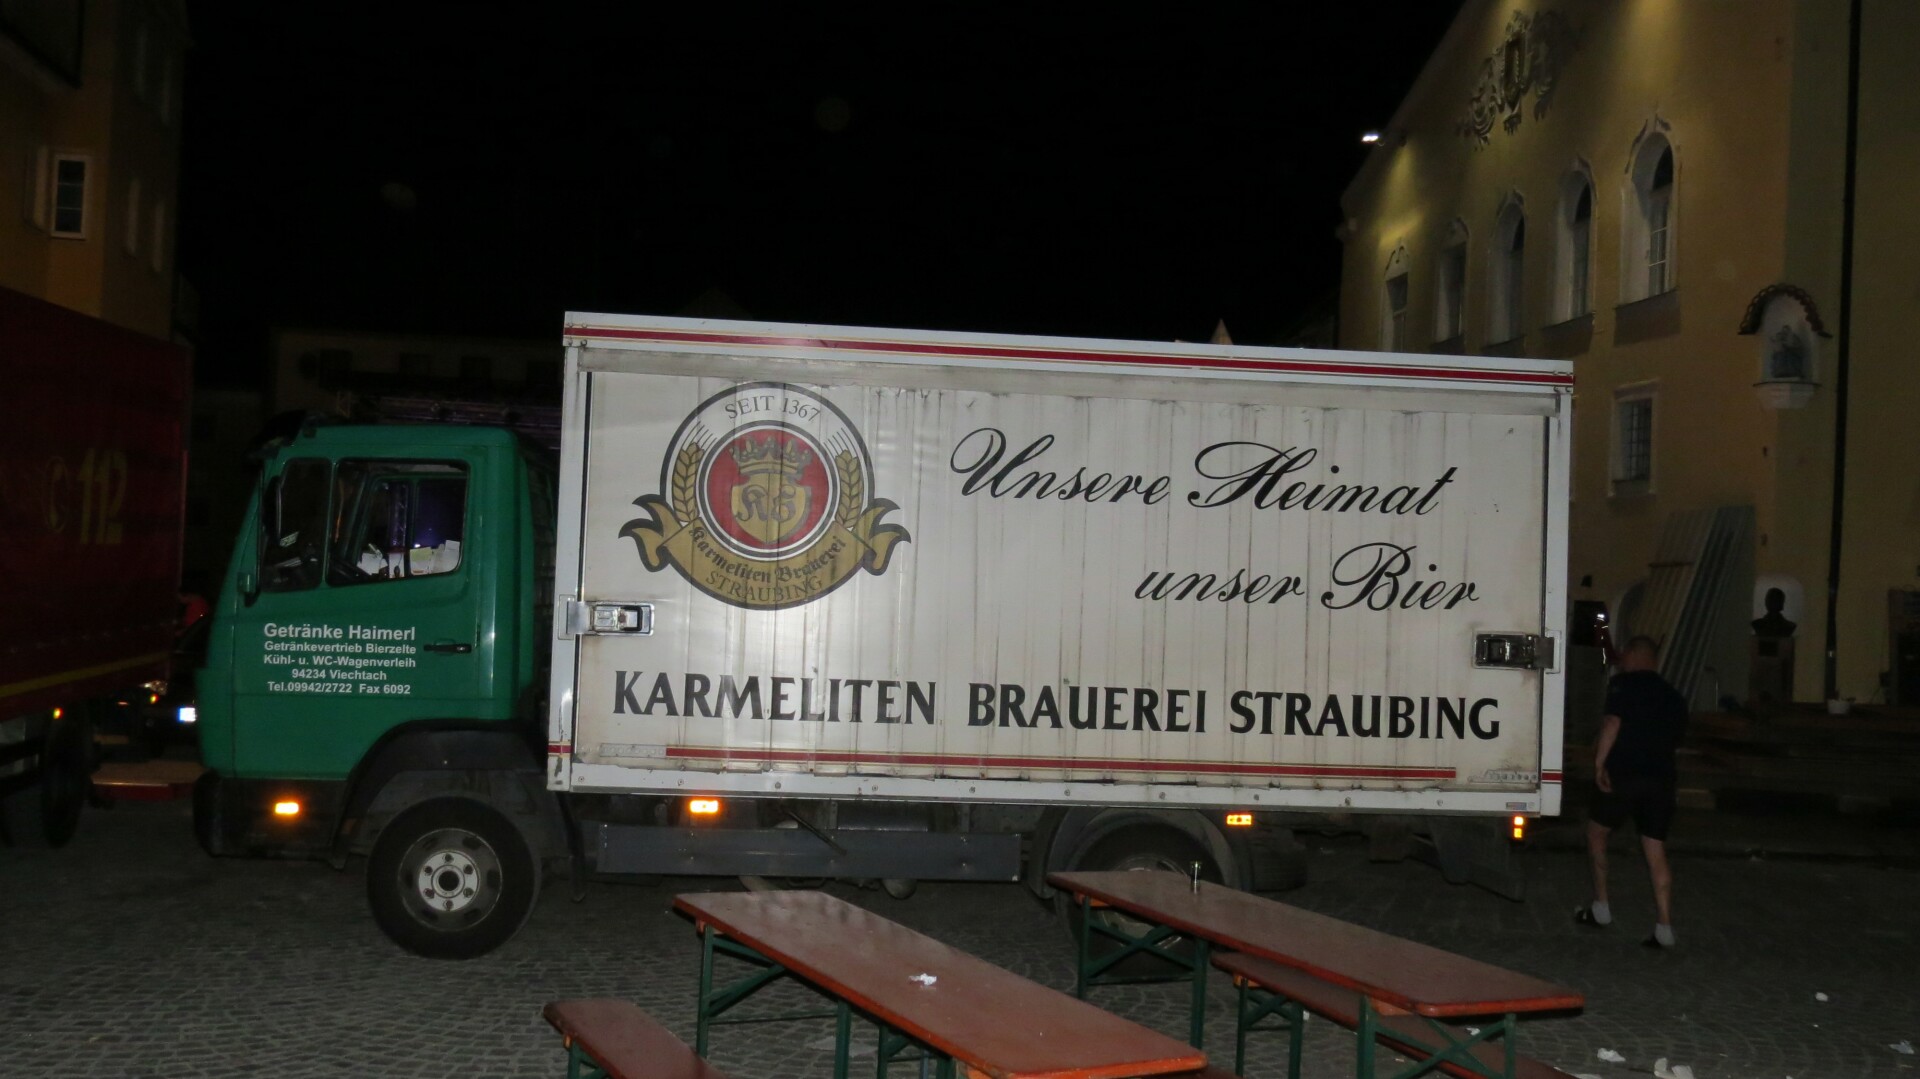 112
SEIT 1367
KS
Karmeliten Brauerei
STRAUBING
Unsere Heimat
unser Bier
KARMELITEN BRAUEREI STRAUBING
Getränke Haimerl
Getränkevertrieb Bierzelte
Kühl- u. WC-Wagenverleih
94234 Viechtach
Tel.09942/2722 Fax 6092